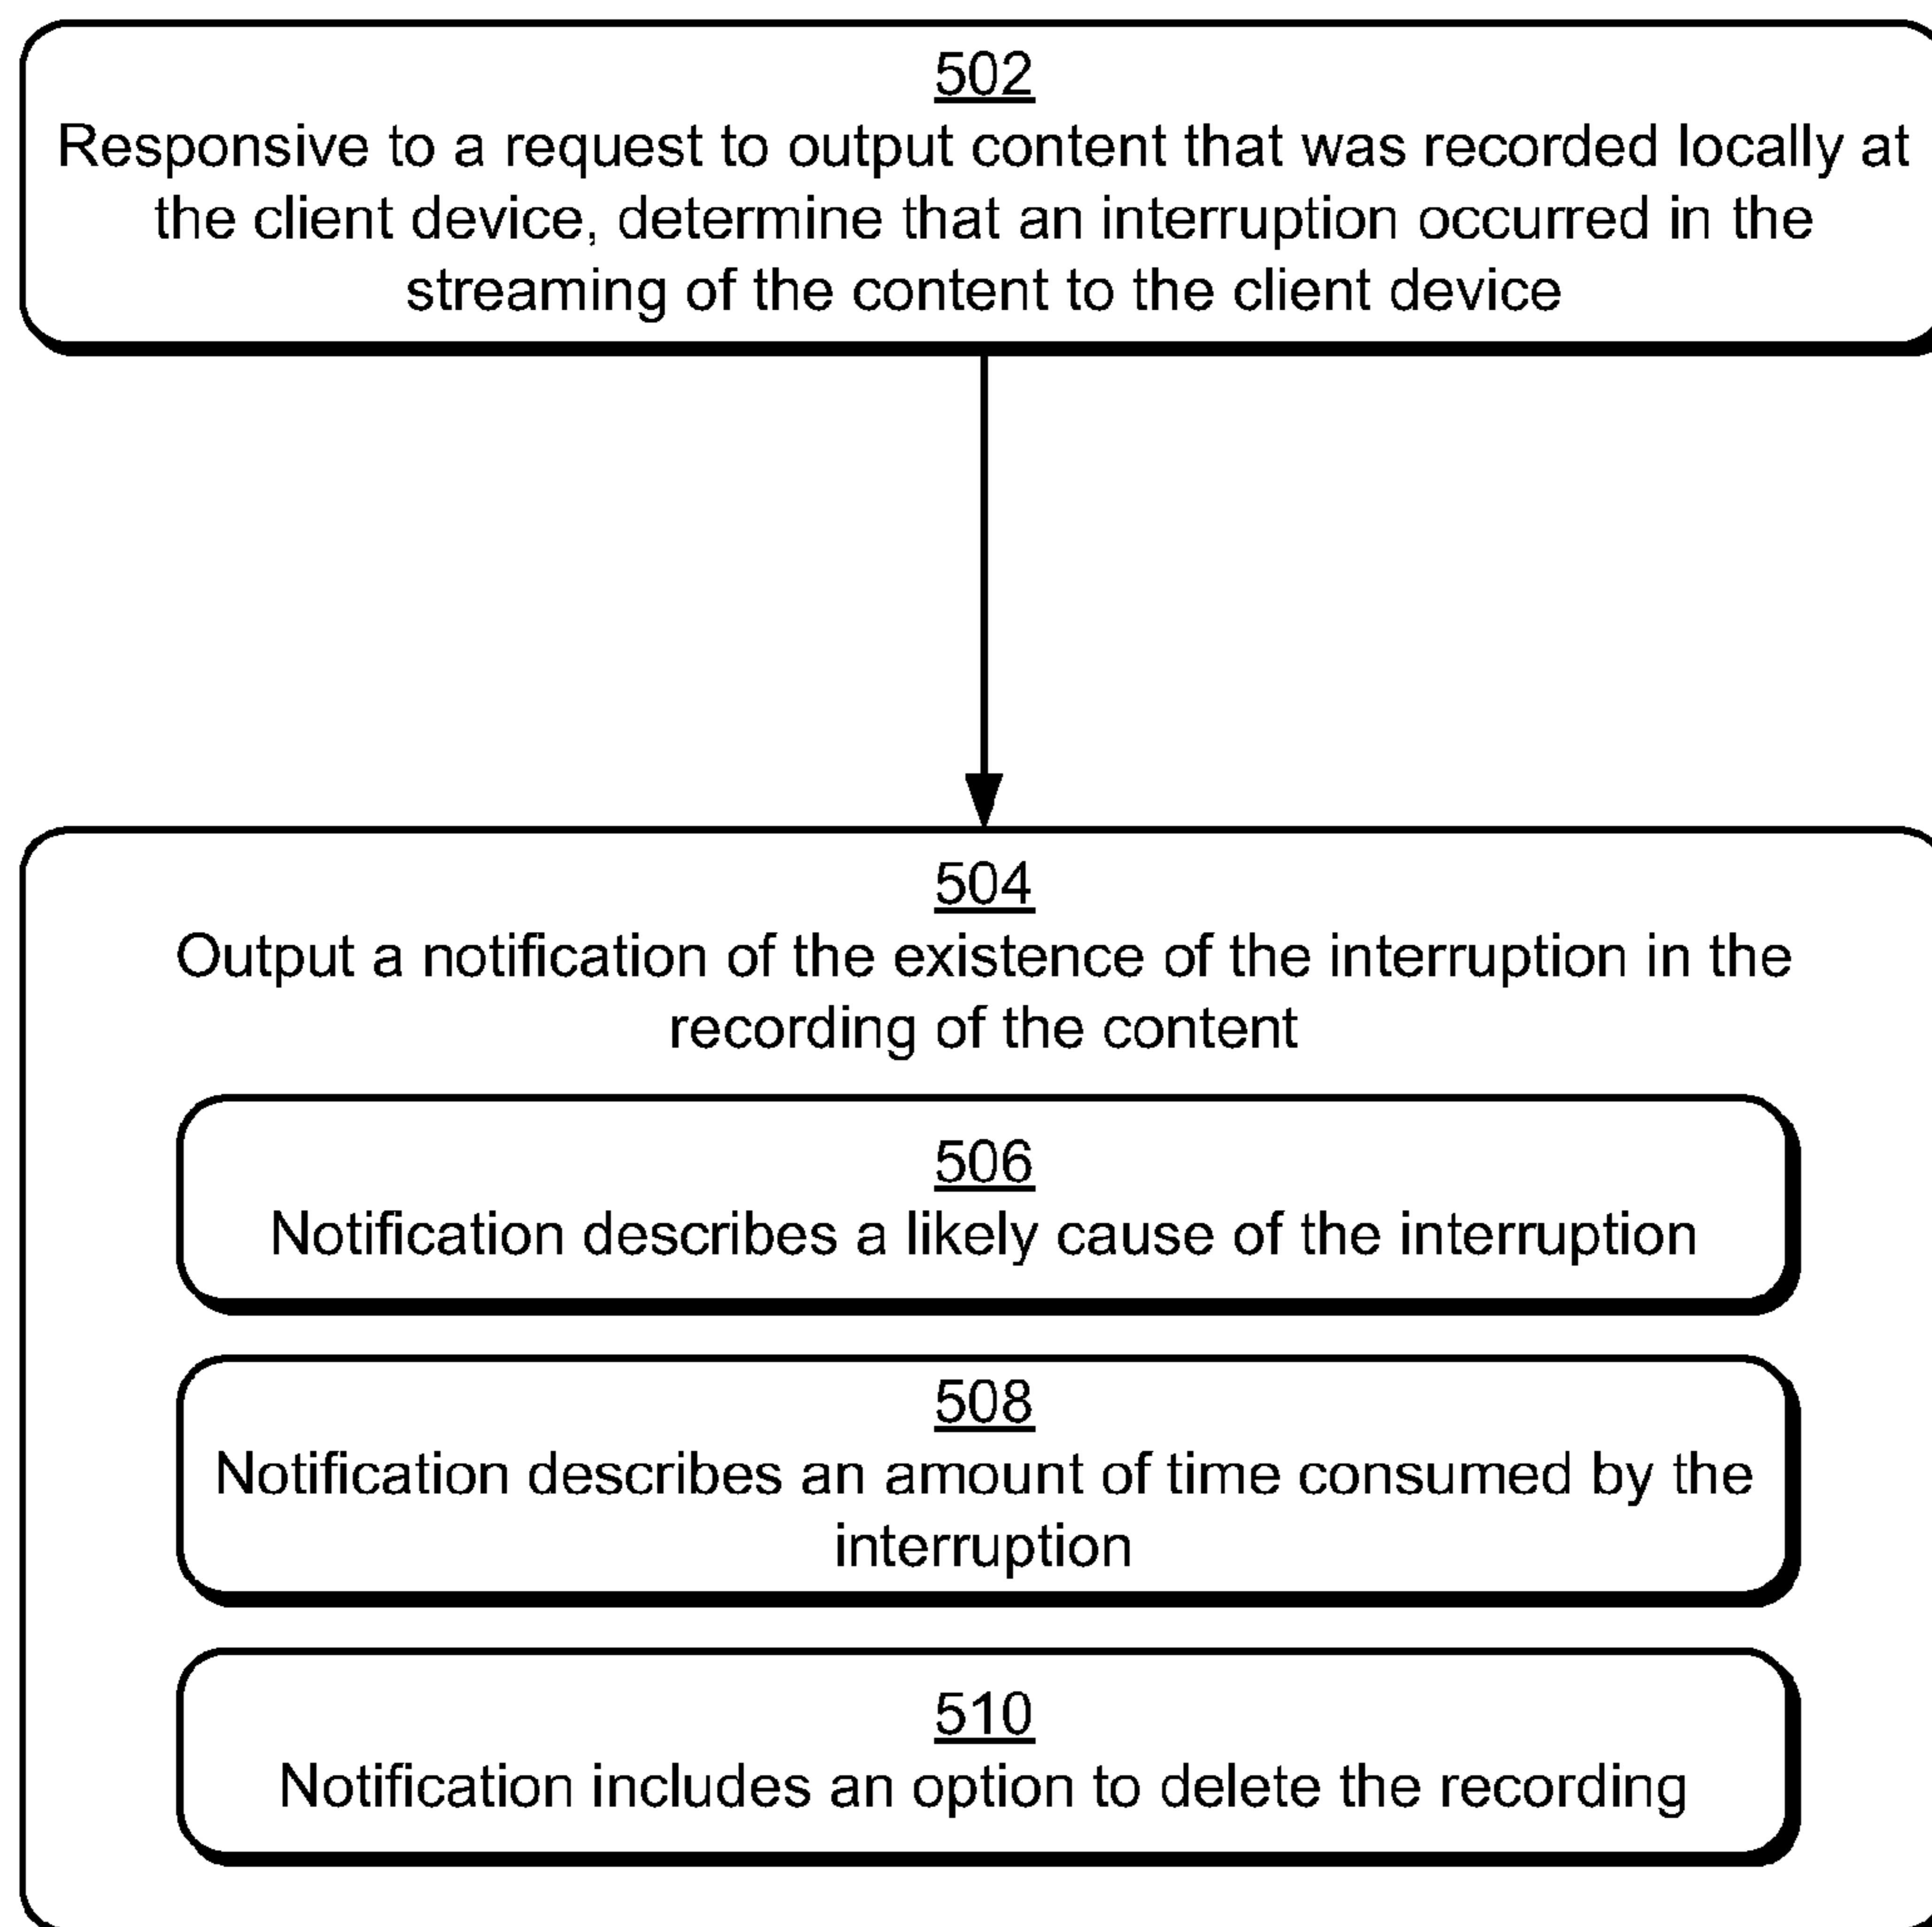 502
Responsive to a request to output content that was recorded locally at
the client device, determine that an interruption occurred in the
streaming of the content to the client device
504
Output a notification of the existence of the interruption in the
recording of the content
506
Notification describes a likely cause of the interruption
508
Notification describes an amount of time consumed by the
interruption
510
Notification includes an option to delete the recording